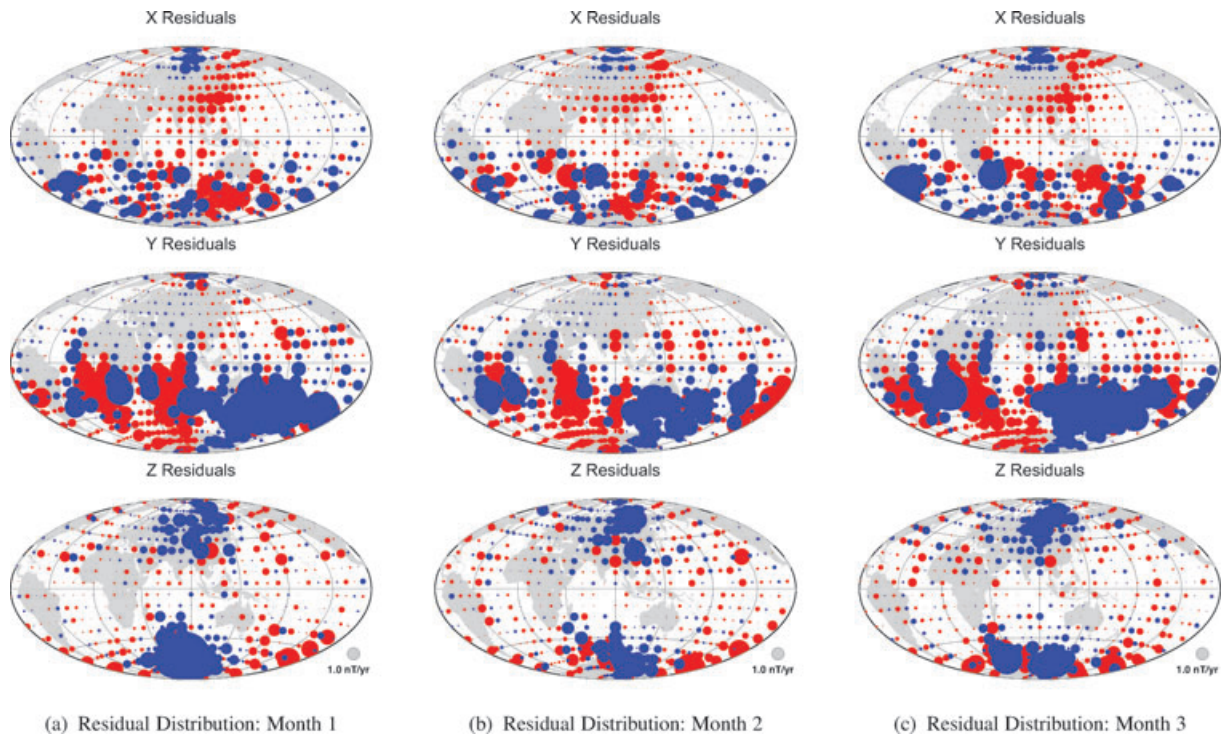 X Residuals
X Residuals
X Residuals
Y Residuals
Y Residuals
Y Residuals
Z Residuals
Z Residuals
Z Residuals
1.0 nT/yr
1.0 nT/yr
1.0 nT/yr
(a) Residual Distribution: Month 1
(b) Residual Distribution: Month 2
(c) Residual Distribution: Month 3